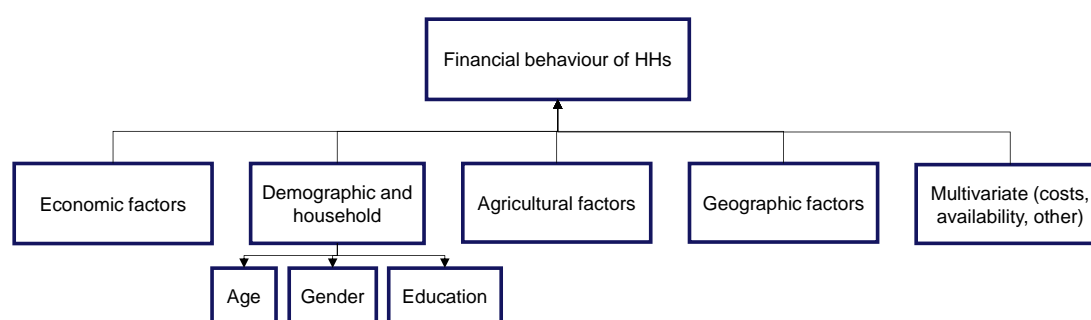 Financial behaviour of HHs
Economic factors
Demographic and
household
Agricultural factors
Geographic factors
Multivariate (costs,
availability, other)
Age
Gender
Education